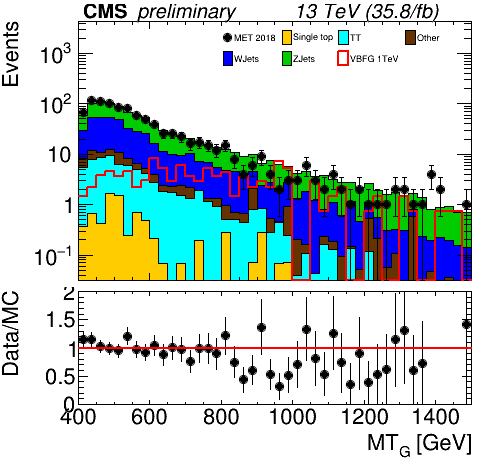 CMS preliminary 13 TeV (35.8/fb)
Events
MET 2018 Single top TT Other
WJets ZJets VBFG 1TeV
10³
10²
10
1
10⁻¹
Data/MC
2
1.5
1
0.5
0
400 600 800 1000 1200 1400
MT_G [GeV]